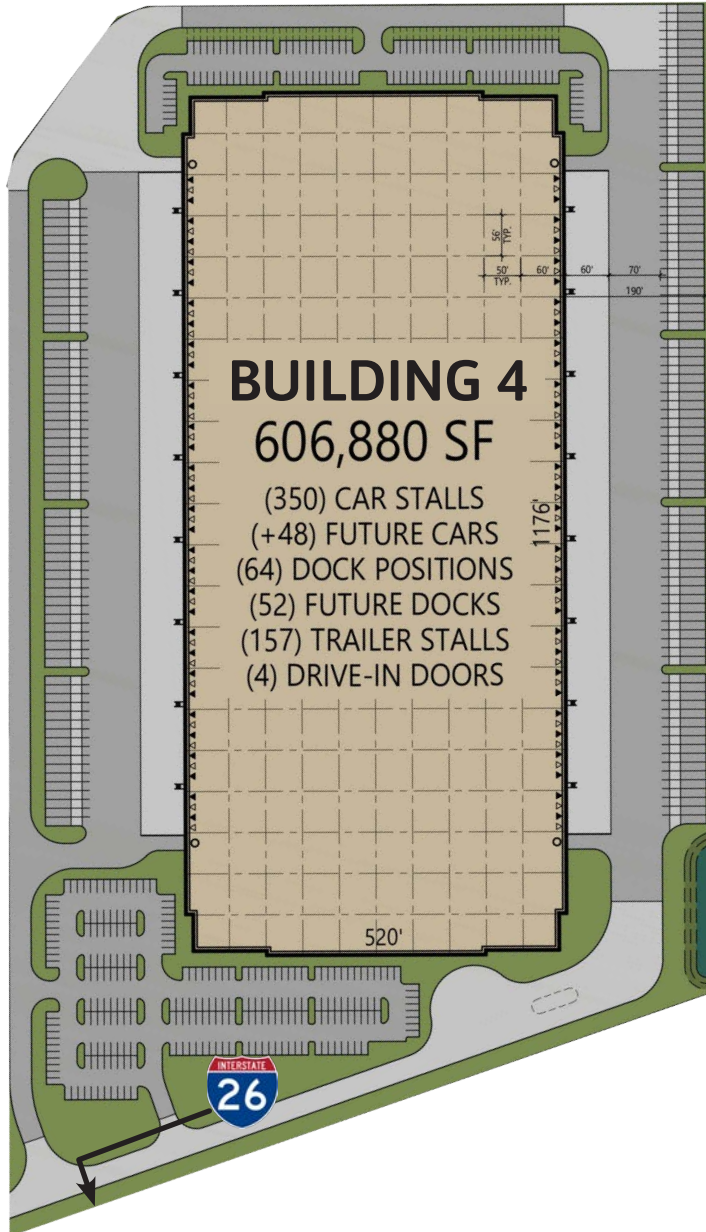 56'
TYP.
50'
TYP.
60'
60'
70'
190'
BUILDING 4
606,880 SF
(350) CAR STALLS
(+48) FUTURE CARS
(64) DOCK POSITIONS
(52) FUTURE DOCKS
(157) TRAILER STALLS
(4) DRIVE-IN DOORS
1176'
520'
INTERSTATE
26